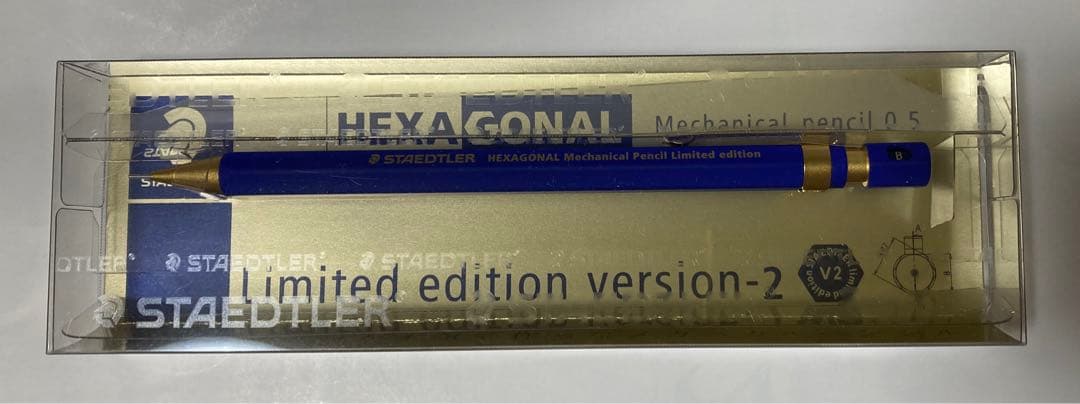 HEXAGONAL Mechanical pencil 0.5
STAEDTLER HEXAGONAL Mechanical Pencil Limited edition
B
STAEDTLER STAEDTLER
Limited edition version-2
V2
STAEDTLER